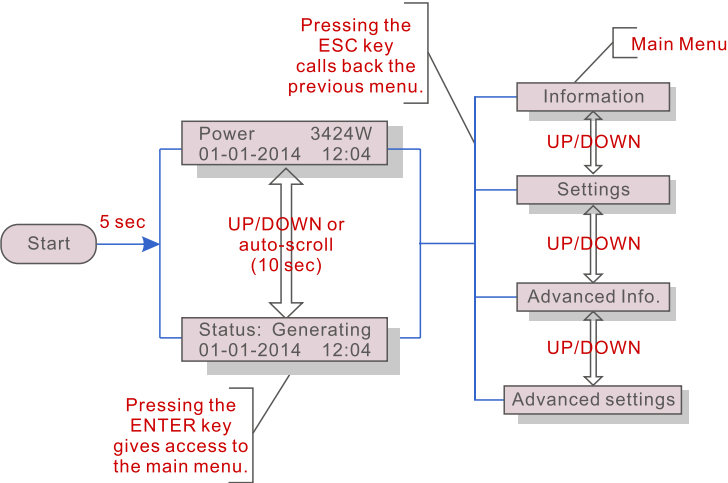 Pressing the
ESC key
calls back the
previous menu.
Main Menu
Information
UP/DOWN
Settings
UP/DOWN
Advanced Info.
UP/DOWN
Advanced settings
Power 3424W
01-01-2014 12:04
5 sec
Start
UP/DOWN or
auto-scroll
(10 sec)
Status: Generating
01-01-2014 12:04
Pressing the
ENTER key
gives access to
the main menu.